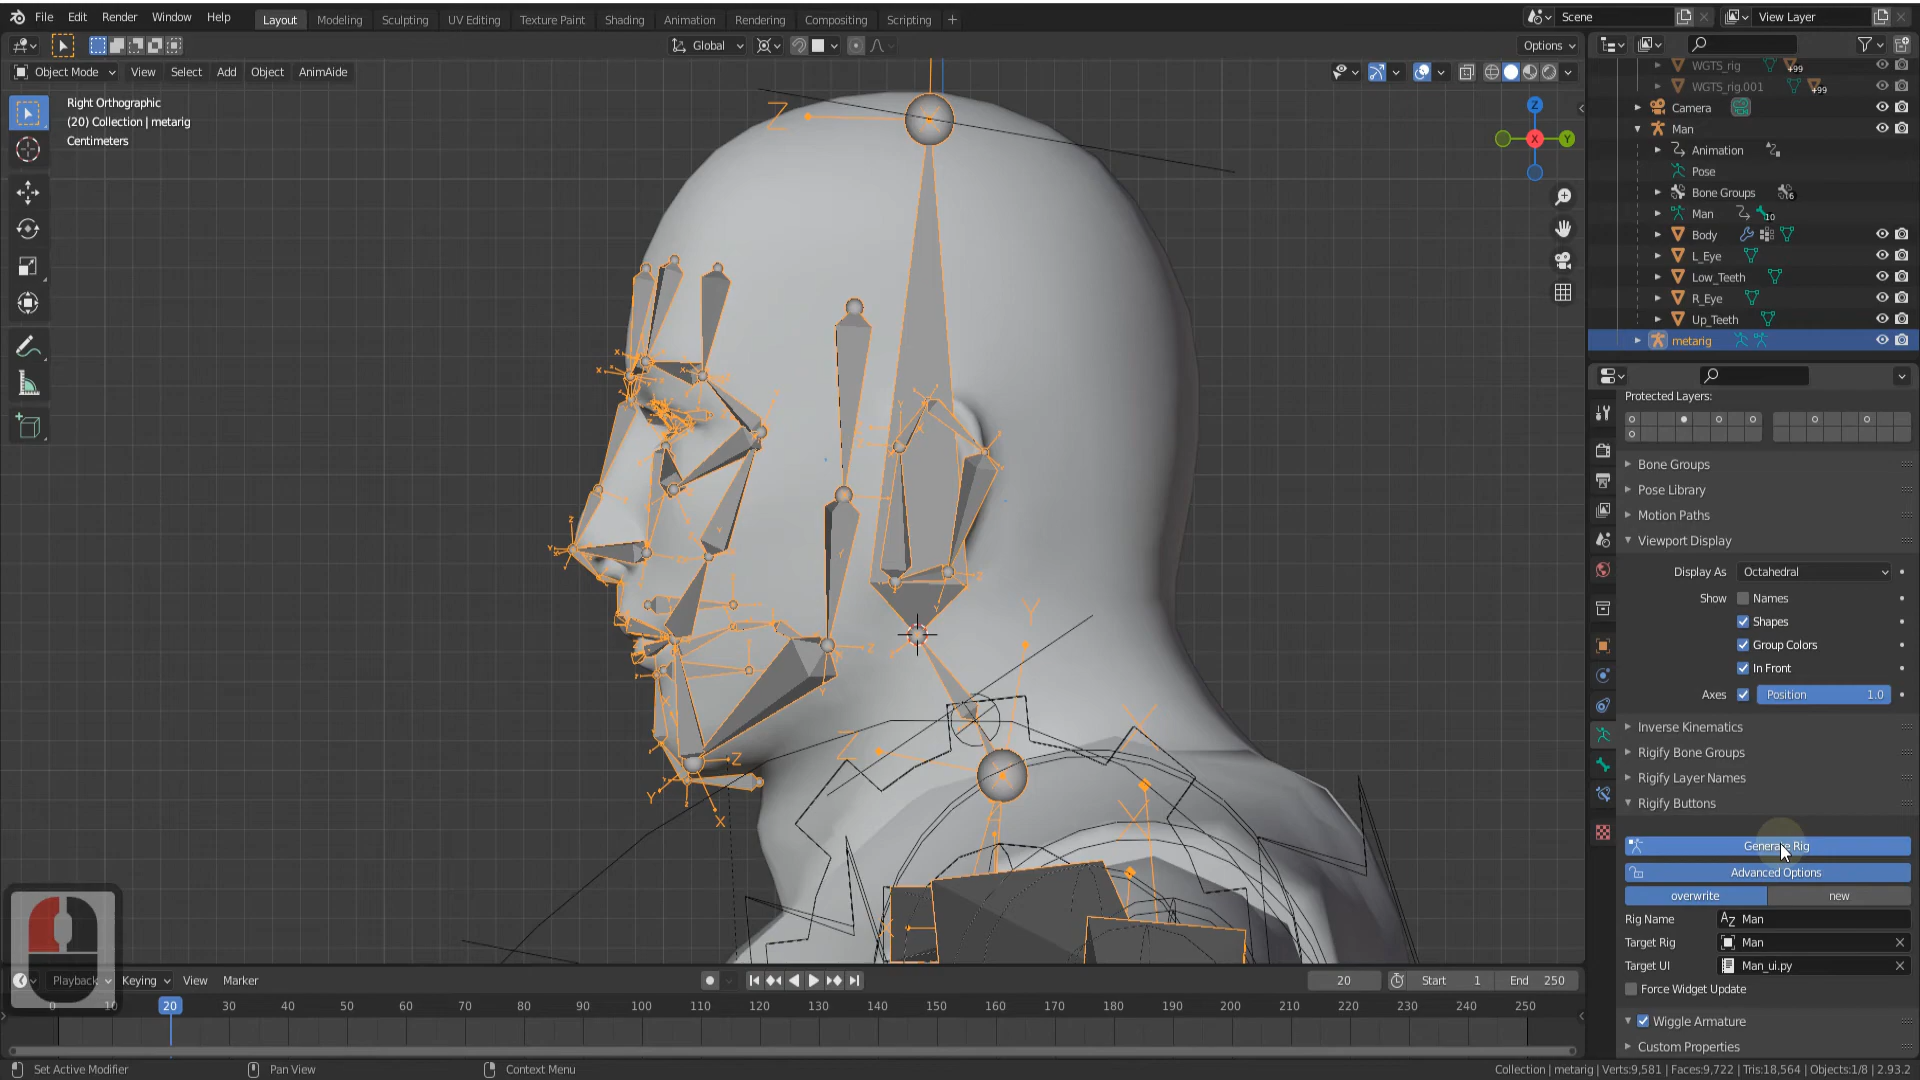 File Edit Render Window Help Layout Modeling Sculpting UV Editing Texture Paint Shading Animation Rendering Compositing Scripting + Scene View Layer
Global Options
Object Mode View Select Add Object AnimAide
Right Orthographic
(20) Collection | metarig
Centimeters
Z
X
Y
WGTS_rig +99
WGTS_rig.001 +99
Camera
Man
Animation
Pose
Bone Groups 6
Man 10
Body
L_Eye
Low_Teeth
R_Eye
Up_Teeth
metarig
Protected Layers:
Bone Groups
Pose Library
Motion Paths
Viewport Display
Display As Octahedral
Show Names
Shapes
Group Colors
In Front
Axes Position 1.0
Inverse Kinematics
Rigify Bone Groups
Rigify Layer Names
Rigify Buttons
Generate Rig
Advanced Options
overwrite new
Rig Name Man
Target Rig Man
Target UI Man_ui.py
Force Widget Update
Wiggle Armature
Custom Properties
Playback Keying View Marker 20 Start 1 End 250
0 10 20 30 40 50 60 70 80 90 100 110 120 130 140 150 160 170 180 190 200 210 220 230 240 250
Set Active Modifier Pan View Context Menu Collection | metarig | Verts:9,581 | Faces:9,722 | Tris:18,564 | Objects:1/8 | 2.93.2